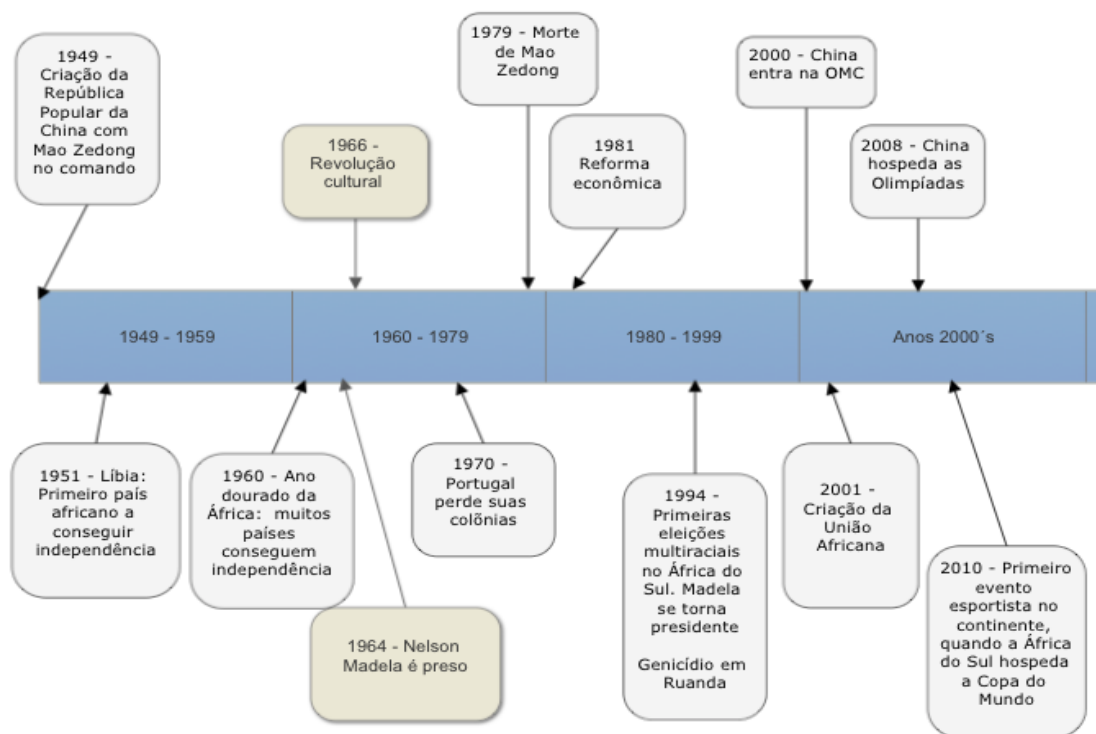 1949 -
Criação da
República
Popular da
China com
Mao Zedong
no comando
1966 -
Revolução
cultural
1979 - Morte
de Mao
Zedong
1981
Reforma
econômica
2000 - China
entra na OMC
2008 - China
hospeda as
Olimpíadas
1949 - 1959
1960 - 1979
1980 - 1999
Anos 2000´s
1951 - Líbia:
Primeiro país
africano a
conseguir
independência
1960 - Ano
dourado da
África: muitos
países
conseguem
independência
1964 - Nelson
Madela é preso
1970 -
Portugal
perde suas
colônias
1994 -
Primeiras
eleições
multiraciais
no África do
Sul. Madela
se torna
presidente
Genicídio em
Ruanda
2001 -
Criação da
União
Africana
2010 - Primeiro
evento
esportista no
continente,
quando a África
do Sul hospeda
a Copa do
Mundo